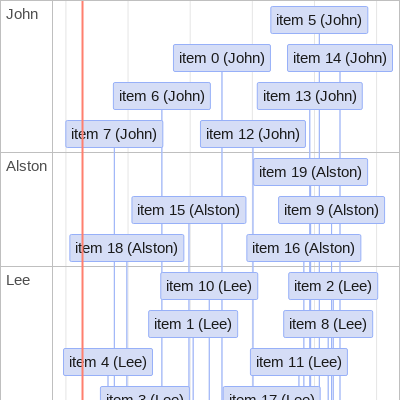 John
item 5 (John)
item 0 (John)
item 14 (John)
item 6 (John)
item 13 (John)
item 7 (John)
item 12 (John)
Alston
item 19 (Alston)
item 15 (Alston)
item 9 (Alston)
item 18 (Alston)
item 16 (Alston)
Lee
item 10 (Lee)
item 2 (Lee)
item 1 (Lee)
item 8 (Lee)
item 4 (Lee)
item 11 (Lee)
item 3 (Lee)
item 17 (Lee)